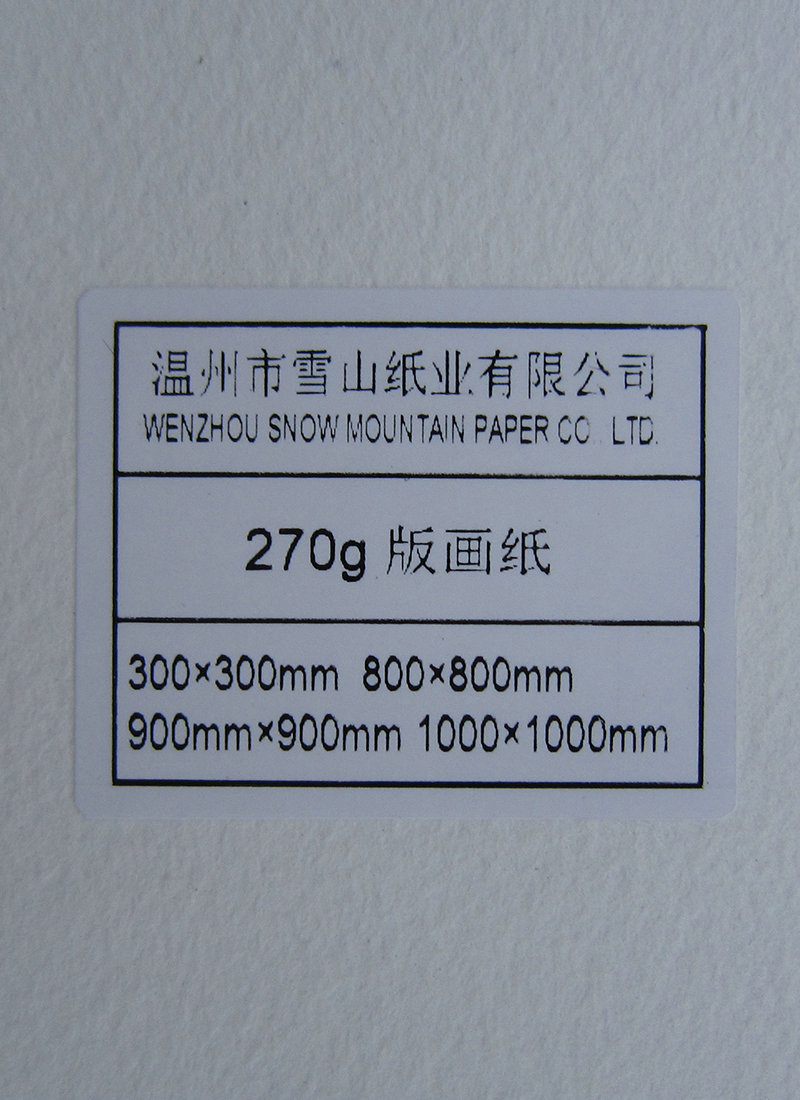 温州市雪山纸业有限公司
WENZHOU SNOW MOUNTAIN PAPER CO. LTD.
270g 版画纸
300×300mm 800×800mm
900mm×900mm 1000×1000mm